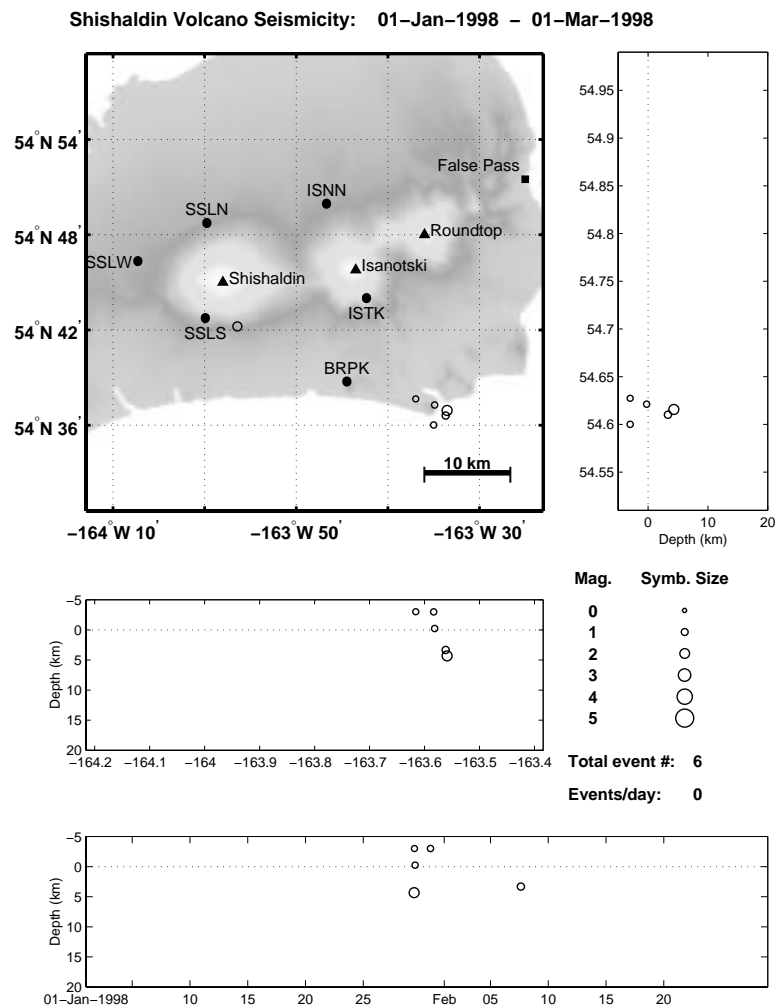 Shishaldin Volcano Seismicity: 01−Jan−1998 − 01−Mar−1998
54°N 54'
54°N 48'
54°N 42'
54°N 36'
−164°W 10'
−163°W 50'
−163°W 30'
False Pass
ISNN
SSLN
Roundtop
SSLW
Isanotski
Shishaldin
ISTK
SSLS
BRPK
10 km
54.95
54.9
54.85
54.8
54.75
54.7
54.65
54.6
54.55
0 10 20
Depth (km)
−5
0
5
10
15
20
Depth (km)
−164.2 −164.1 −164 −163.9 −163.8 −163.7 −163.6 −163.5 −163.4
Mag. Symb. Size
0
1
2
3
4
5
Total event #: 6
Events/day: 0
−5
0
5
10
15
20
Depth (km)
01−Jan−1998 10 15 20 25 Feb 05 10 15 20